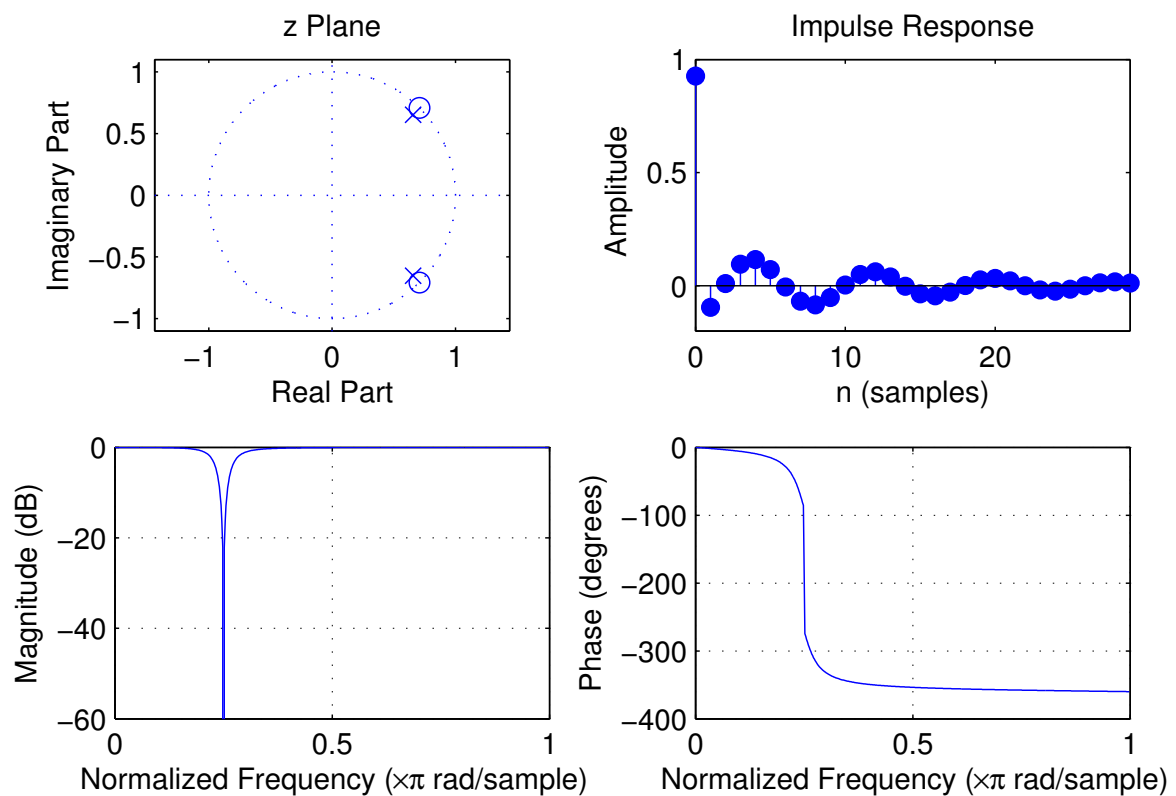 z Plane
1
0.5
0
−0.5
−1
−1 0 1
Imaginary Part
Real Part
Impulse Response
1
0.5
0
0 10 20
Amplitude
n (samples)
0
−20
−40
−60
0 0.5 1
Magnitude (dB)
Normalized Frequency (×π rad/sample)
0
−100
−200
−300
−400
0 0.5 1
Phase (degrees)
Normalized Frequency (×π rad/sample)